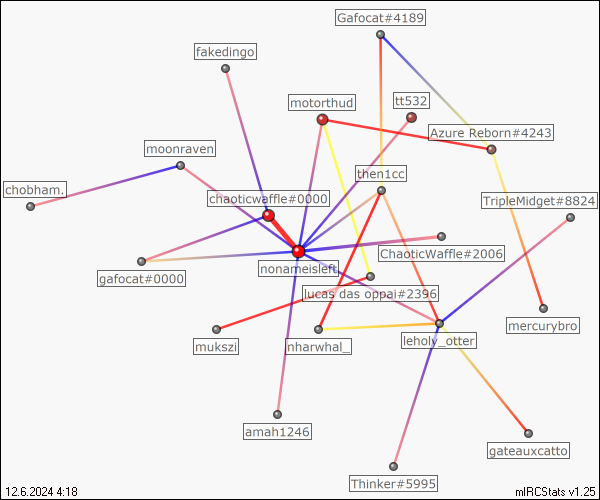 Gafocat#4189
fakedingo
motorthud
tt532
Azure Reborn#4243
moonraven
then1cc
chobham.
chaoticwaffle#0000
TripleMidget#8824
ChaoticWaffle#2006
nonameisleft
gafocat#0000
lucas das oppai#2396
mercurybro
leholy_otter
mukszi
nharwhal_
amah1246
gateauxcatto
Thinker#5995
12.6.2024 4:18
mIRCStats v1.25